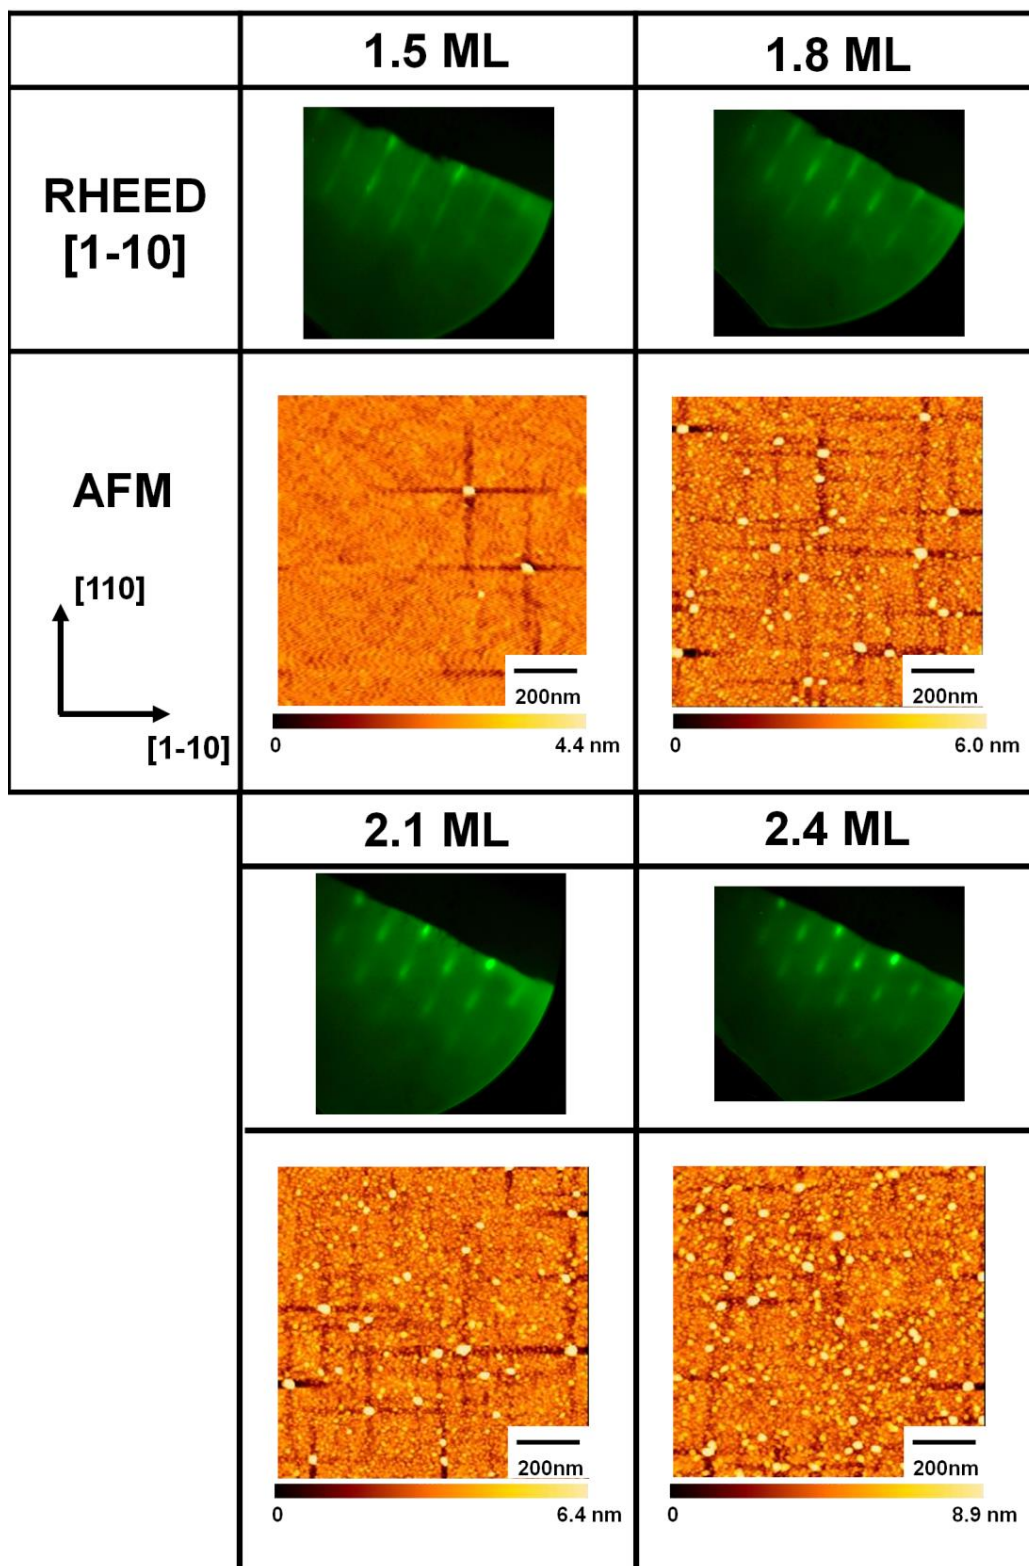 1.5 ML
1.8 ML
RHEED
[1-10]
AFM
[110]
[1-10]
200nm
0
4.4 nm
200nm
0
6.0 nm
2.1 ML
2.4 ML
200nm
0
6.4 nm
200nm
0
8.9 nm